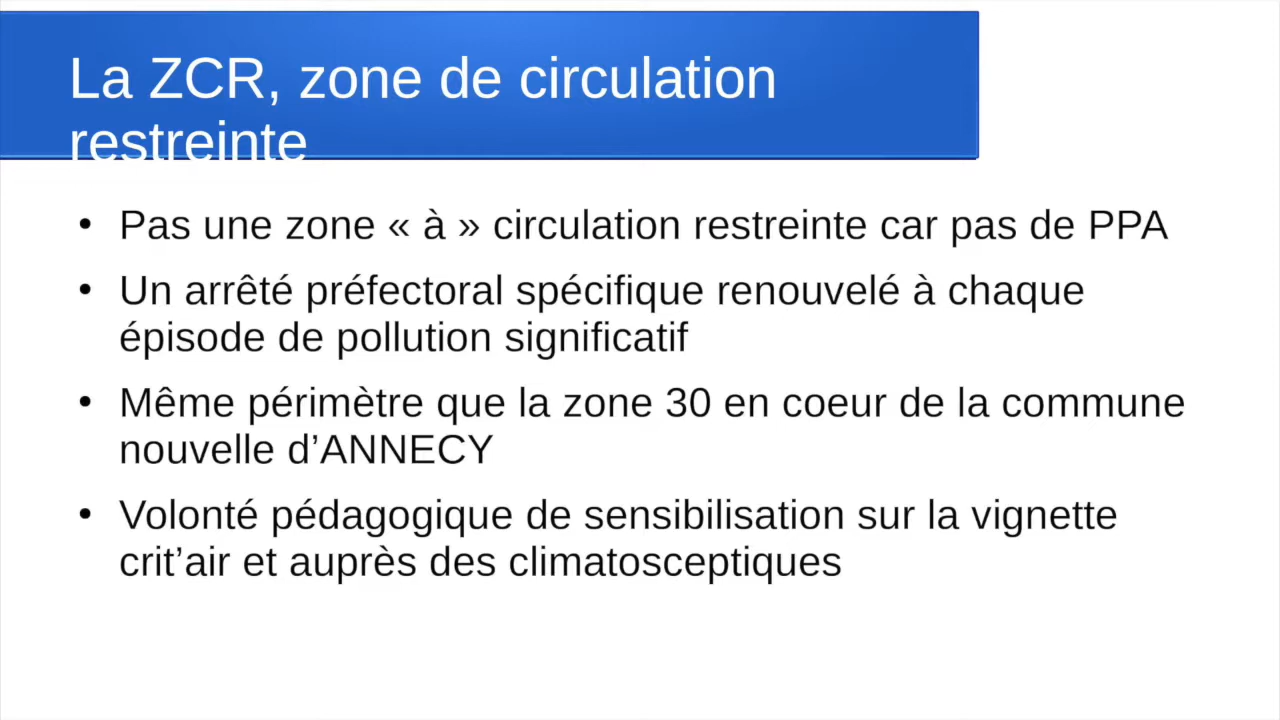 La ZCR, zone de circulation
restreinte
• Pas une zone « à » circulation restreinte car pas de PPA
• Un arrêté préfectoral spécifique renouvelé à chaque
épisode de pollution significatif
• Même périmètre que la zone 30 en coeur de la commune
nouvelle d’ANNECY
• Volonté pédagogique de sensibilisation sur la vignette
crit’air et auprès des climatosceptiques